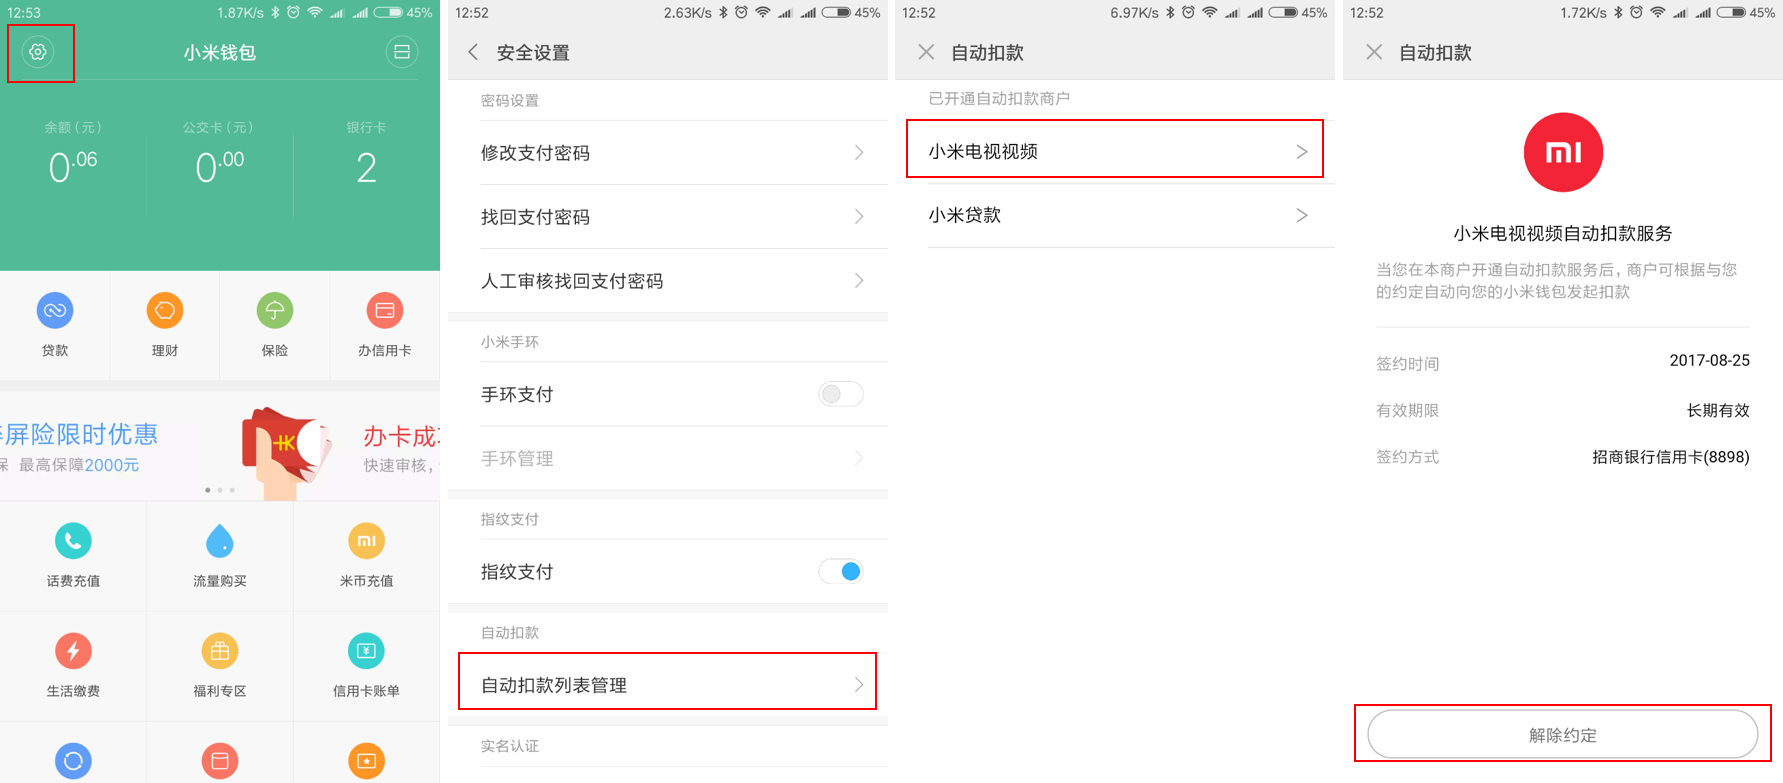 12:53 1.87K/s 45%
小米钱包
余额(元) 公交卡(元) 银行卡
0.06 0.00 2
贷款 理财 保险 办信用卡
屏险限时优惠
保 最高保障2000元
办卡成
快速审核,
话费充值 流量购买 米币充值
生活缴费 福利专区 信用卡账单
12:52 2.63K/s 45%
安全设置
密码设置
修改支付密码
找回支付密码
人工审核找回支付密码
小米手环
手环支付
手环管理
指纹支付
指纹支付
自动扣款
自动扣款列表管理
实名认证
12:52 6.97K/s 45%
自动扣款
已开通自动扣款商户
小米电视视频
小米贷款
12:52 1.72K/s 45%
自动扣款
mi
小米电视视频自动扣款服务
当您在本商户开通自动扣款服务后,商户可根据与您
的约定自动向您的小米钱包发起扣款
签约时间 2017-08-25
有效期限 长期有效
签约方式 招商银行信用卡(8898)
解除约定